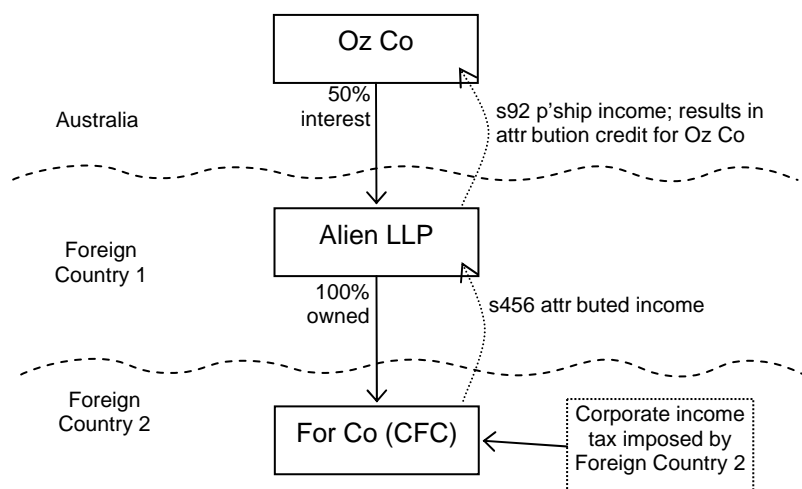 Oz Co
50%
interest
s92 p'ship income; results in
attr bution credit for Oz Co
Australia
Alien LLP
Foreign
Country 1
100%
owned
s456 attr buted income
Foreign
Country 2
For Co (CFC)
Corporate income
tax imposed by
Foreign Country 2